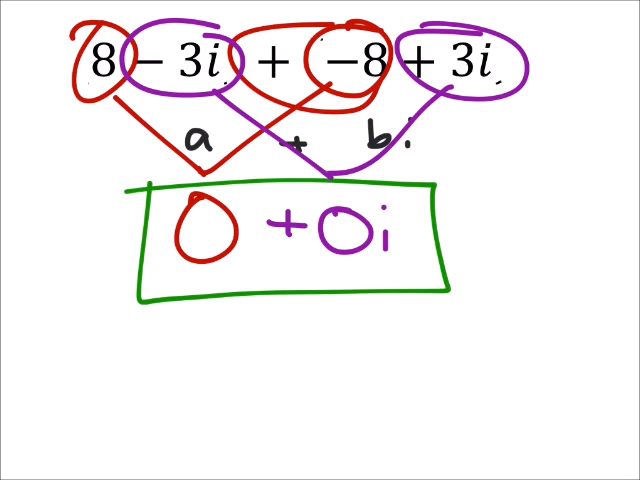 8 − 3i + −8 + 3i
a + bi
0 + 0i